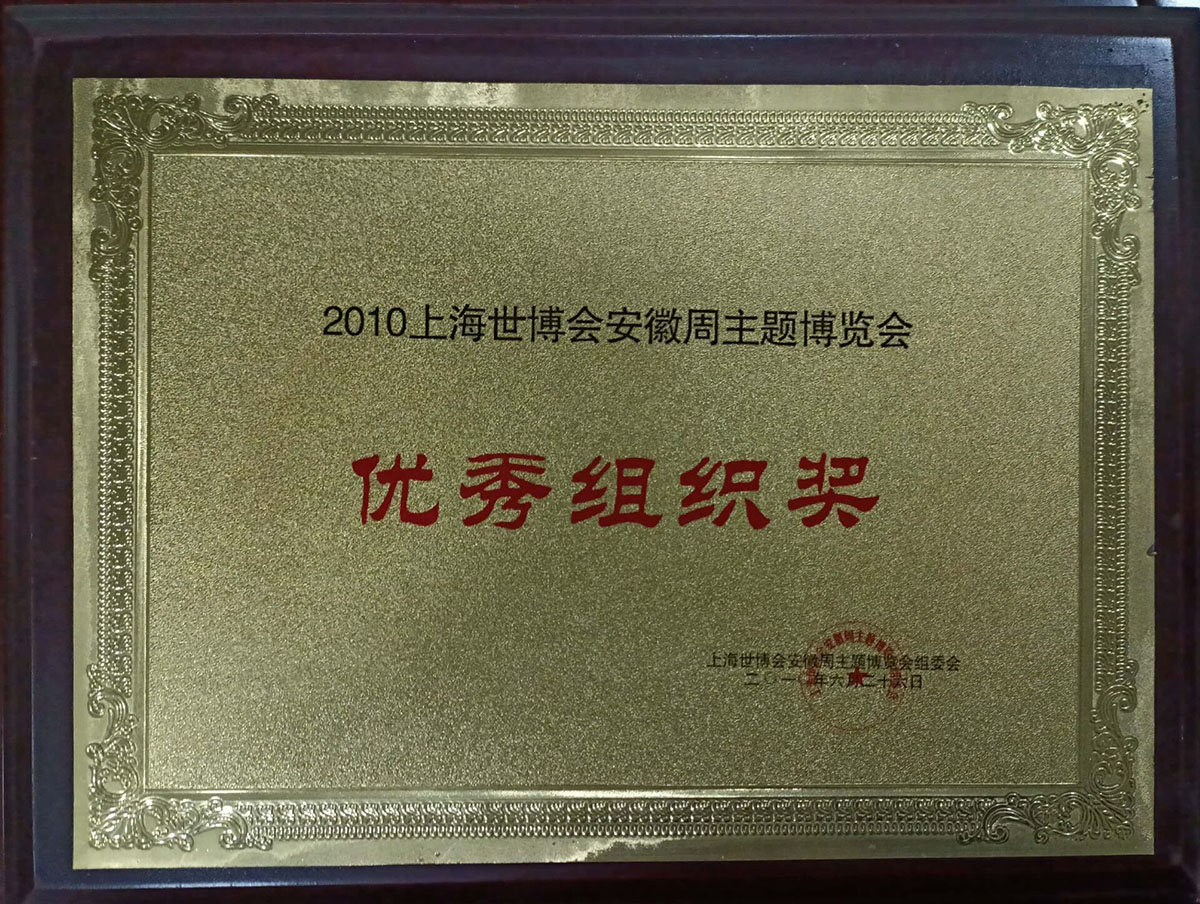 2010上海世博会安徽周主题博览会
优秀组织奖
上海世博会安徽周主题博览会组委会
二〇一〇年六月二十六日